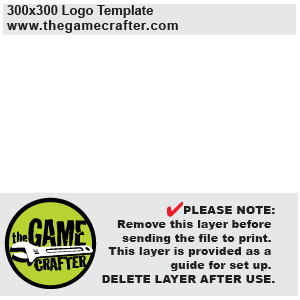 300x300 Logo Template
www.thegamecrafter.com
PLEASE NOTE:
Remove this layer before
sending the file to print.
This layer is provided as a
guide for set up.
DELETE LAYER AFTER USE.
the GAME
CRAFTER